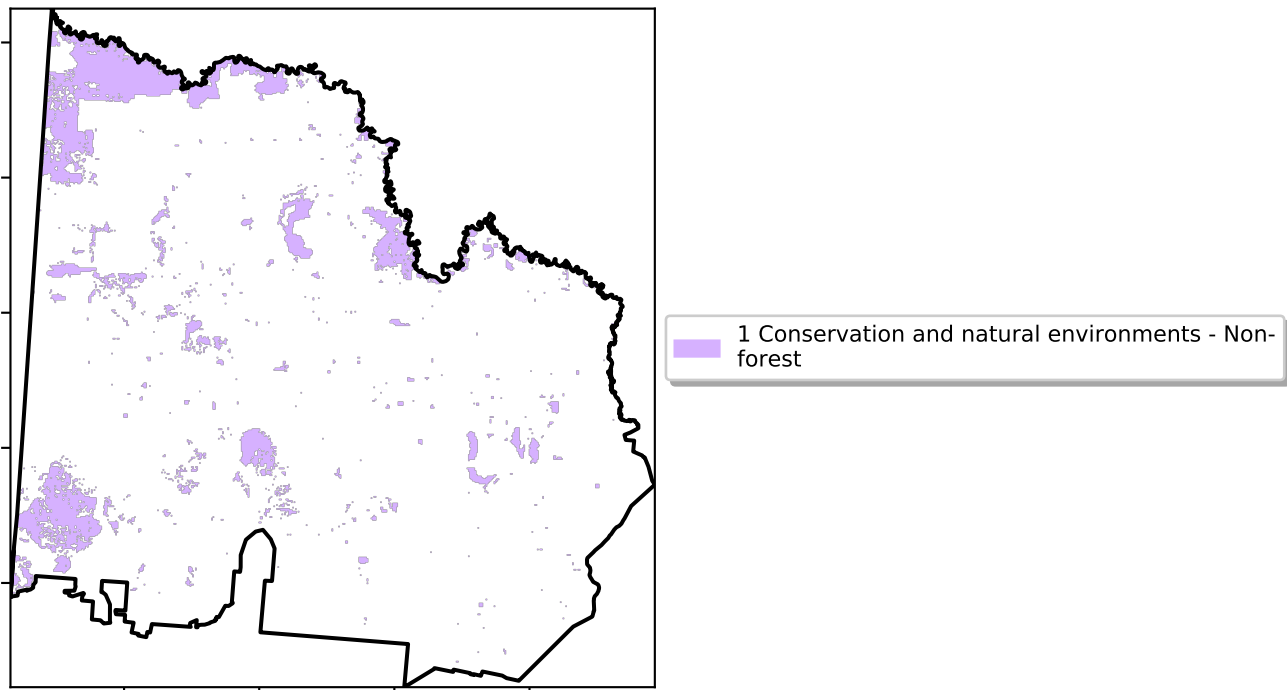 1 Conservation and natural environments - Non-
forest